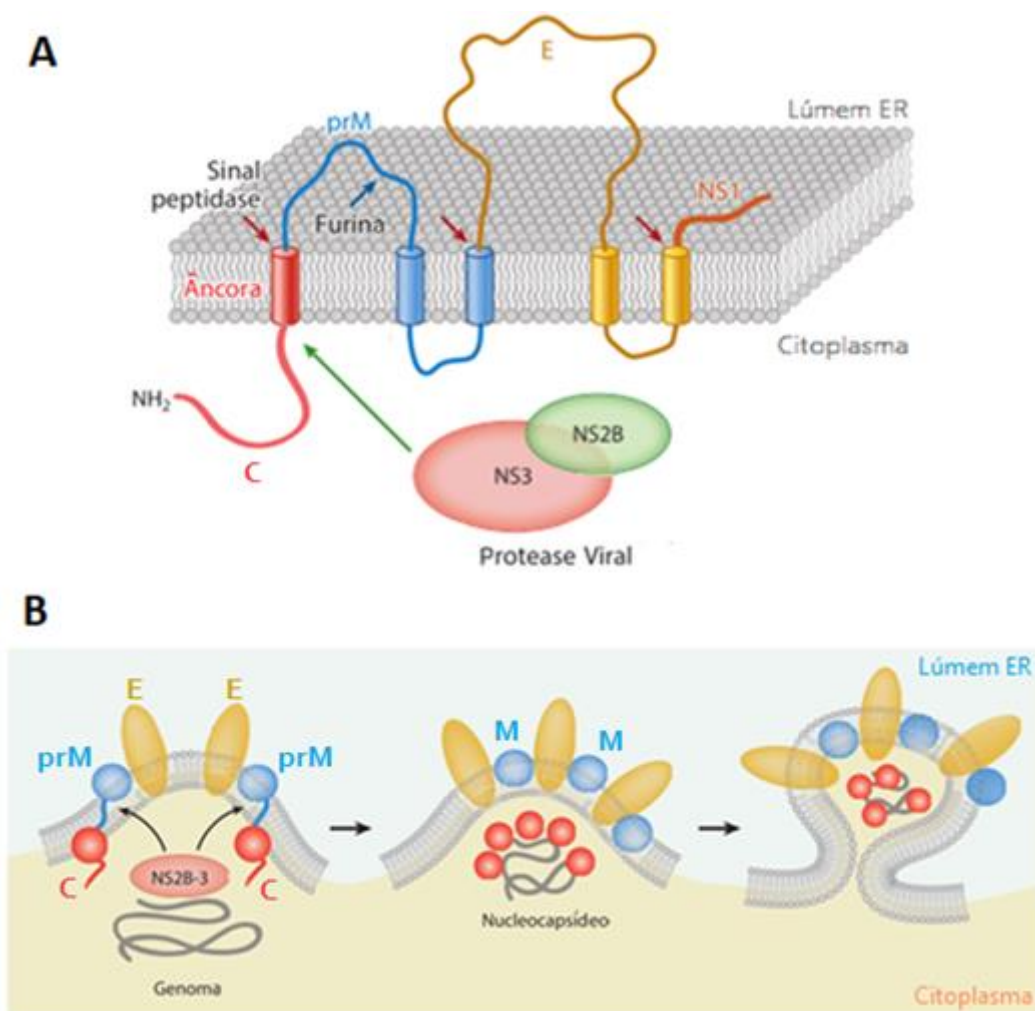 A
E
Lúmem ER
prM
Sinal
peptidase
Furina
NS1
Âncora
Citoplasma
NH₂
C
NS2B
NS3
Protease Viral
B
Lúmem ER
E E
prM prM
M M
C C
NS2B-3
Genoma
Nucleocapsídeo
Citoplasma